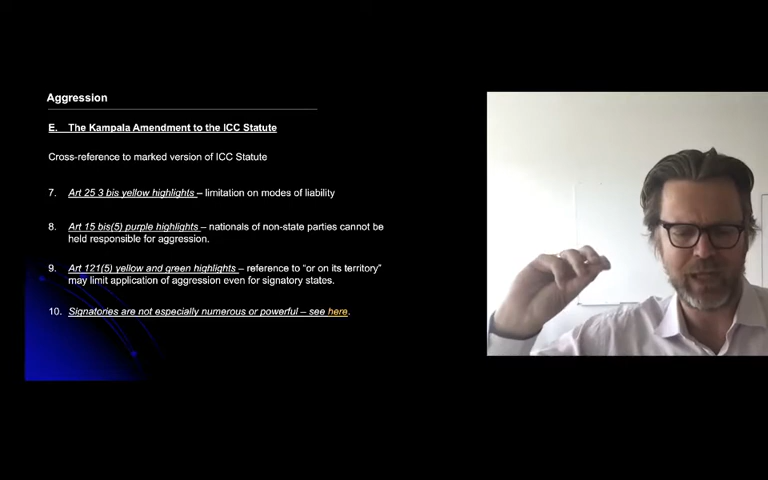 Aggression
E. The Kampala Amendment to the ICC Statute
Cross-reference to marked version of ICC Statute
7. Art 25 3 bis yellow highlights – limitation on modes of liability
8. Art 15 bis(5) purple highlights – nationals of non-state parties cannot be
held responsible for aggression.
9. Art 121(5) yellow and green highlights – reference to “or on its territory”
may limit application of aggression even for signatory states.
10. Signatories are not especially numerous or powerful – see here.